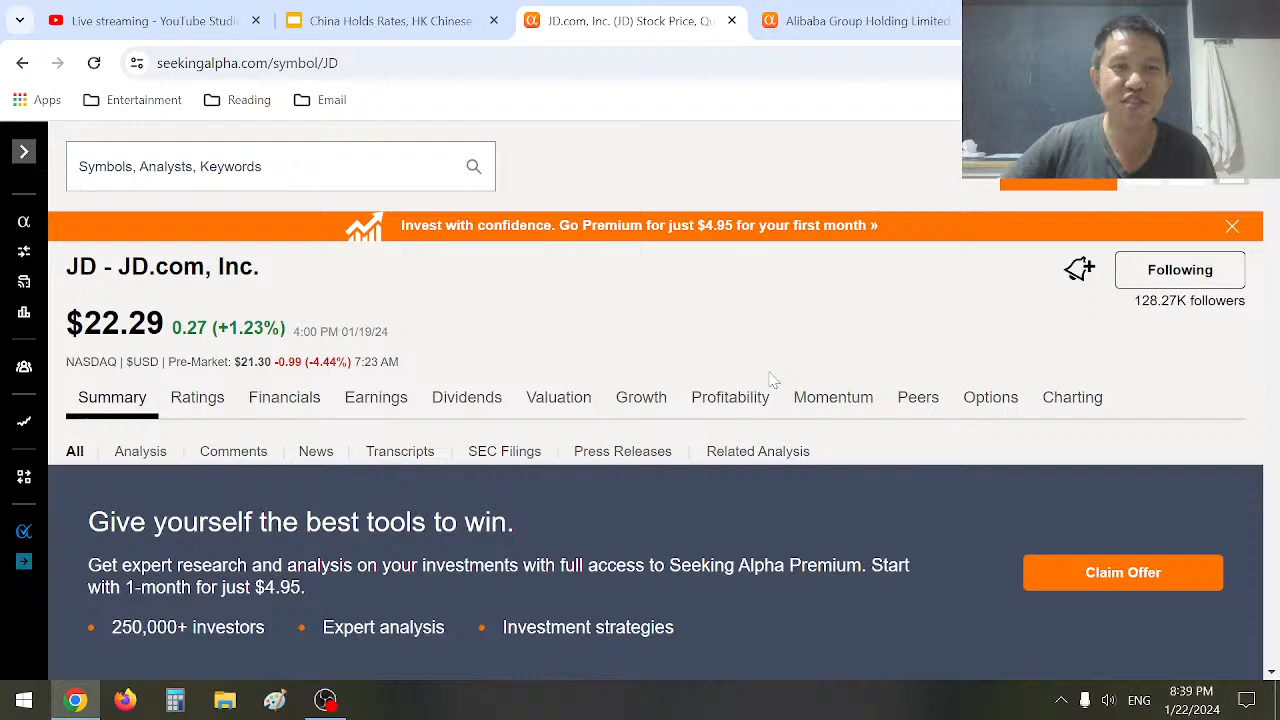 live streaming - YouTube Studi
China Holds Rates, HK Chinese
JD.com, Inc. (JD) Stock Price, Qu
Alibaba Group Holding Limited
seekingalpha.com/symbol/JD
Apps
Entertainment
Reading
Email
Symbols, Analysts, Keywords
Invest with confidence. Go Premium for just $4.95 for your first month »
JD - JD.com, Inc.
Following
128.27K followers
$22.29 0.27 (+1.23%) 4:00 PM 01/19/24
NASDAQ | $USD | Pre-Market: $21.30 -0.99 (-4.44%) 7:23 AM
Summary Ratings Financials Earnings Dividends Valuation Growth Profitability Momentum Peers Options Charting
All Analysis Comments News Transcripts SEC Filings Press Releases Related Analysis
Give yourself the best tools to win.
Get expert research and analysis on your investments with full access to Seeking Alpha Premium. Start
with 1-month for just $4.95.
Claim Offer
250,000+ investors
Expert analysis
Investment strategies
ENG
8:39 PM
1/22/2024